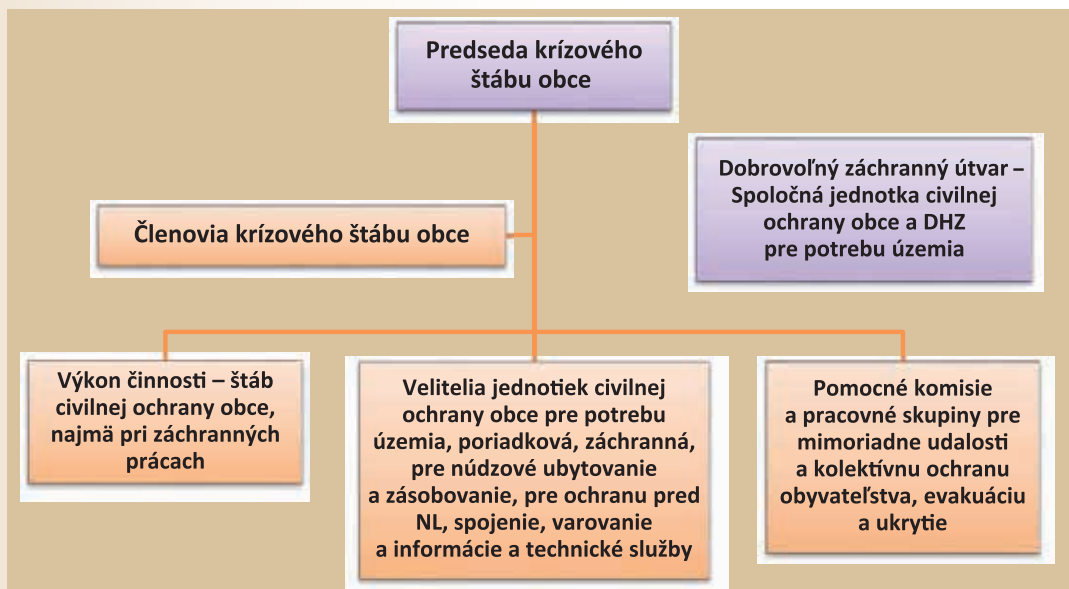 Predseda krízového
štábu obce
Dobrovoľný záchranný útvar –
Spoločná jednotka civilnej
ochrany obce a DHZ
pre potrebu územia
Členovia krízového štábu obce
Výkon činnosti – štáb
civilnej ochrany obce,
najmä pri záchranných
prácach
Velitelia jednotiek civilnej
ochrany obce pre potrebu
územia, poriadková, záchranná,
pre núdzové ubytovanie
a zásobovanie, pre ochranu pred
NL, spojenie, varovanie
a informácie a technické služby
Pomocné komisie
a pracovné skupiny pre
mimoriadne udalosti
a kolektívnu ochranu
obyvateľstva, evakuáciu
a ukrytie